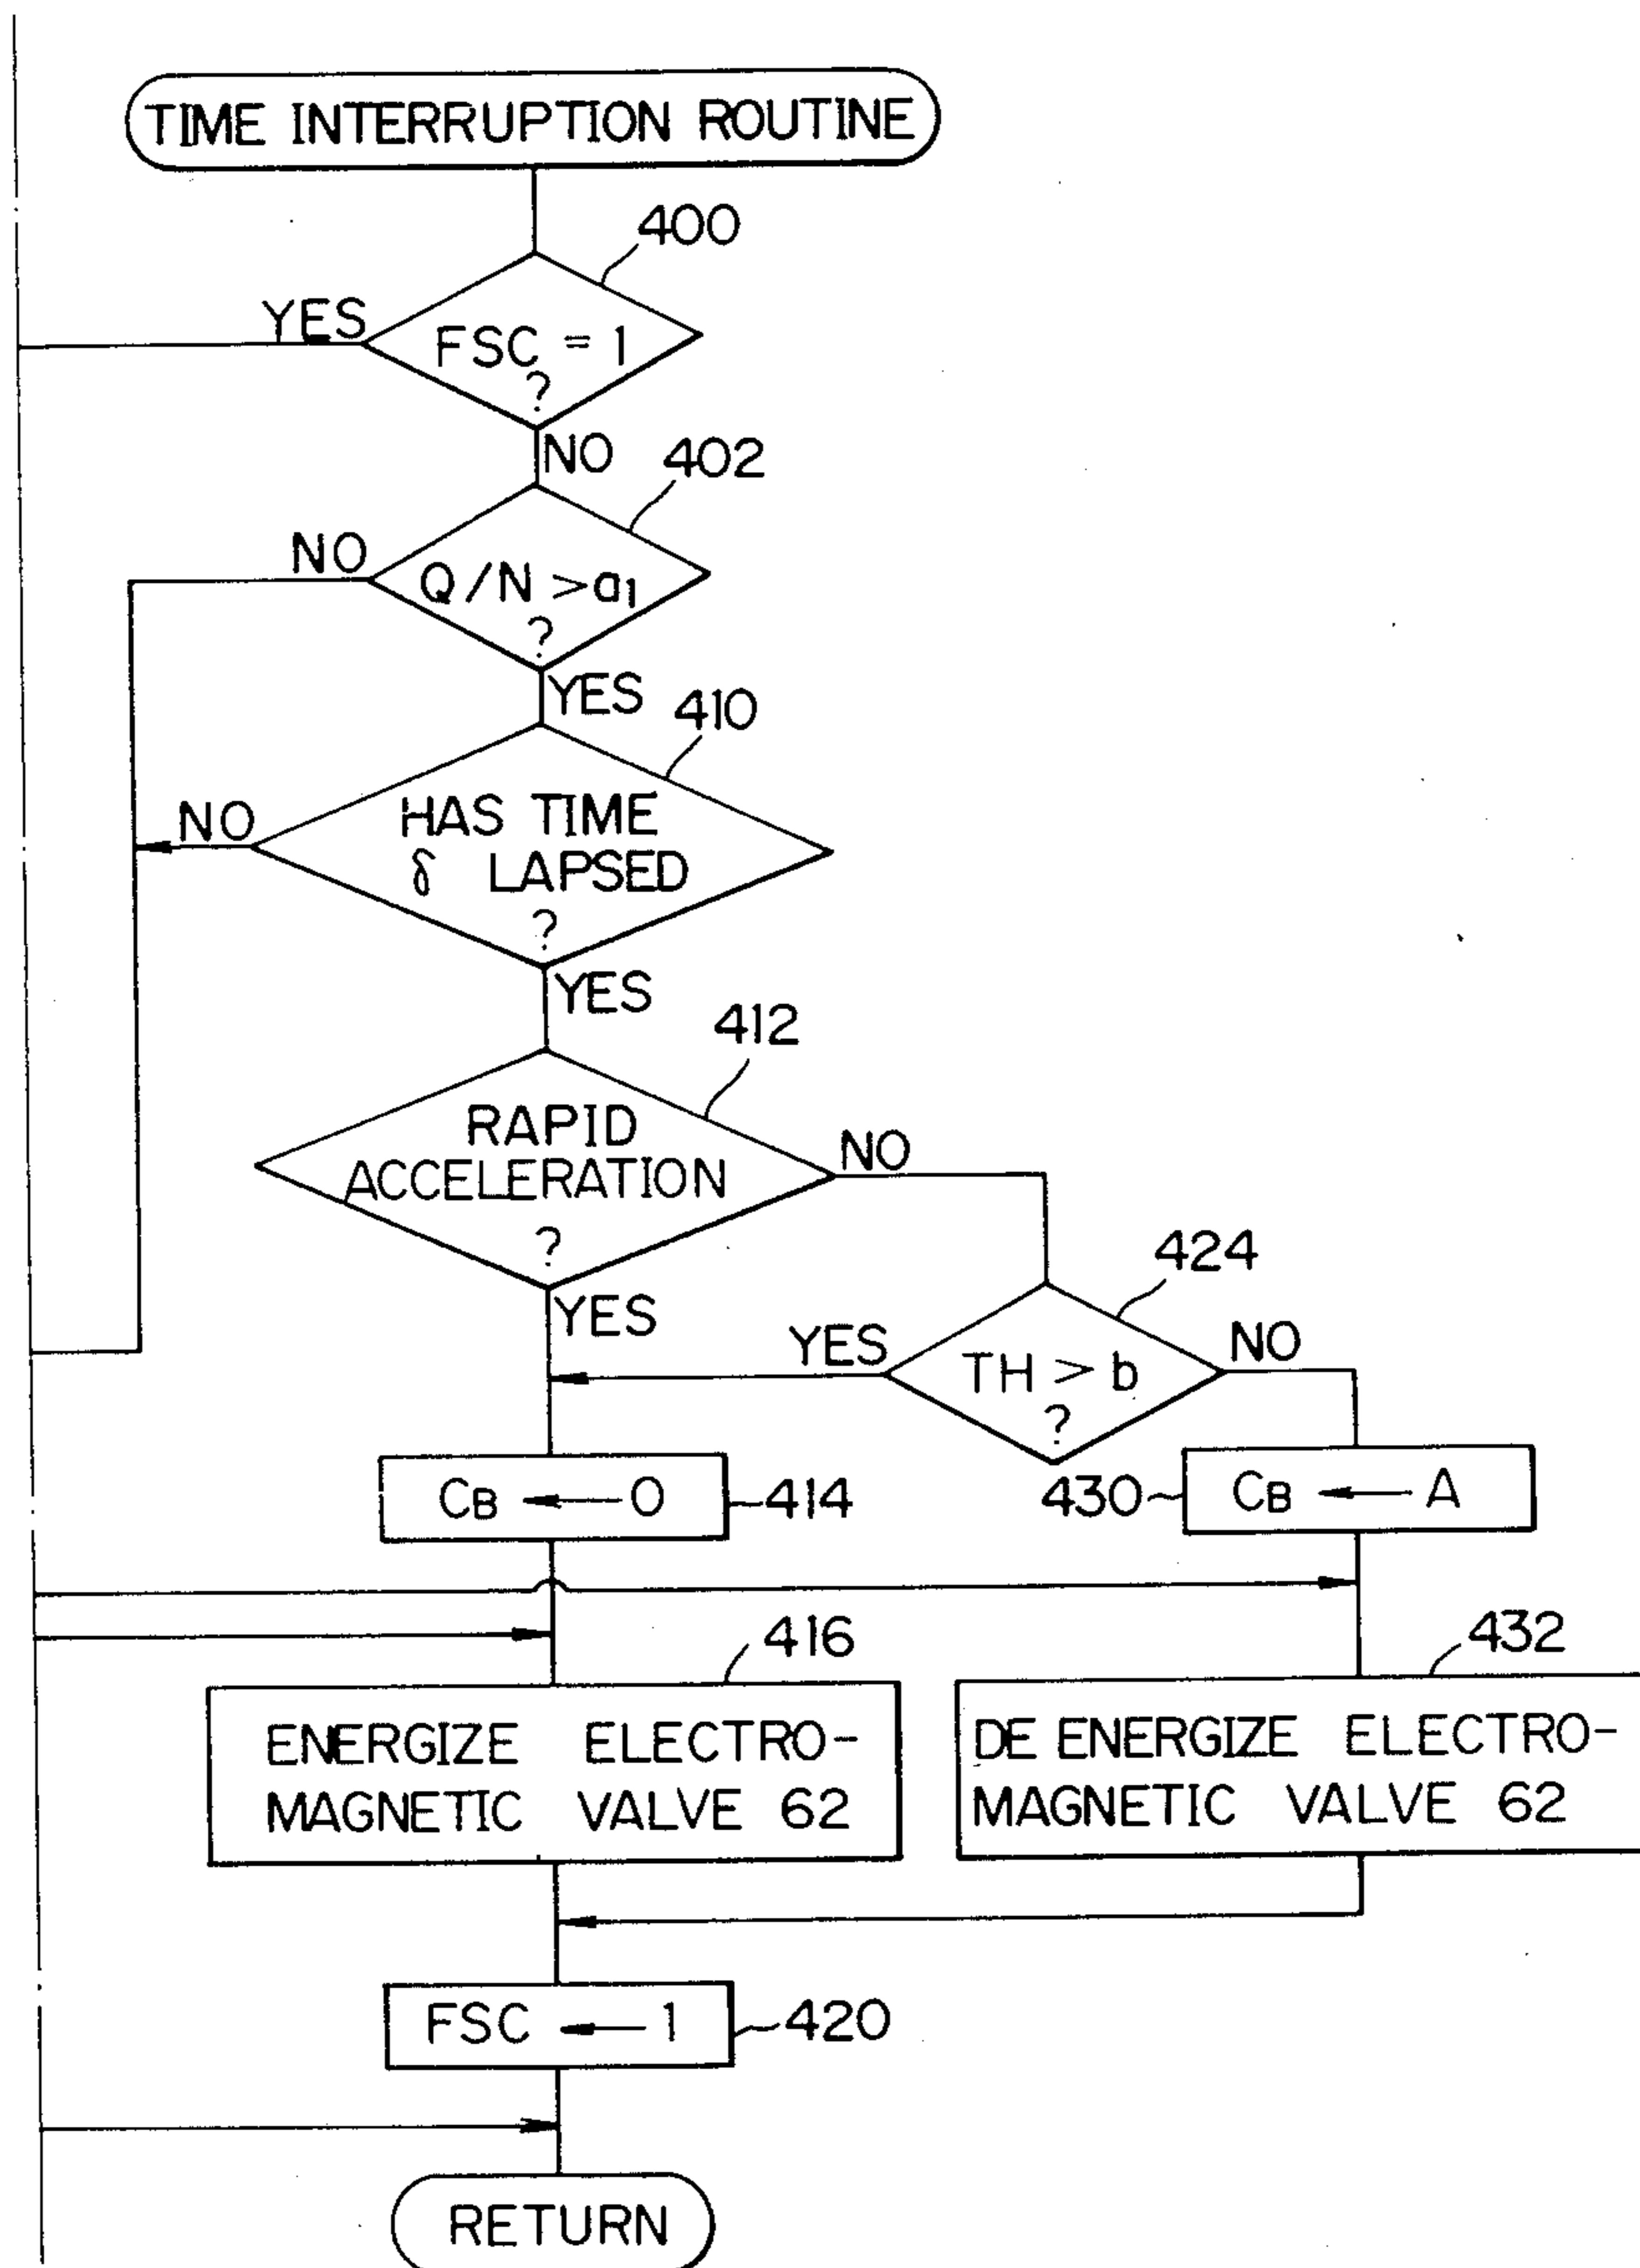 TIME INTERRUPTION ROUTINE
400
YES
FSC = 1
?
NO
402
NO
Q/N > a1
?
YES
410
NO
HAS TIME
δ LAPSED
?
YES
412
RAPID
ACCELERATION
?
NO
YES
424
YES
TH > b
?
NO
CB ← 0
414
430
CB ← A
416
432
ENERGIZE ELECTRO-
MAGNETIC VALVE 62
DE ENERGIZE ELECTRO-
MAGNETIC VALVE 62
FSC ← 1
420
RETURN